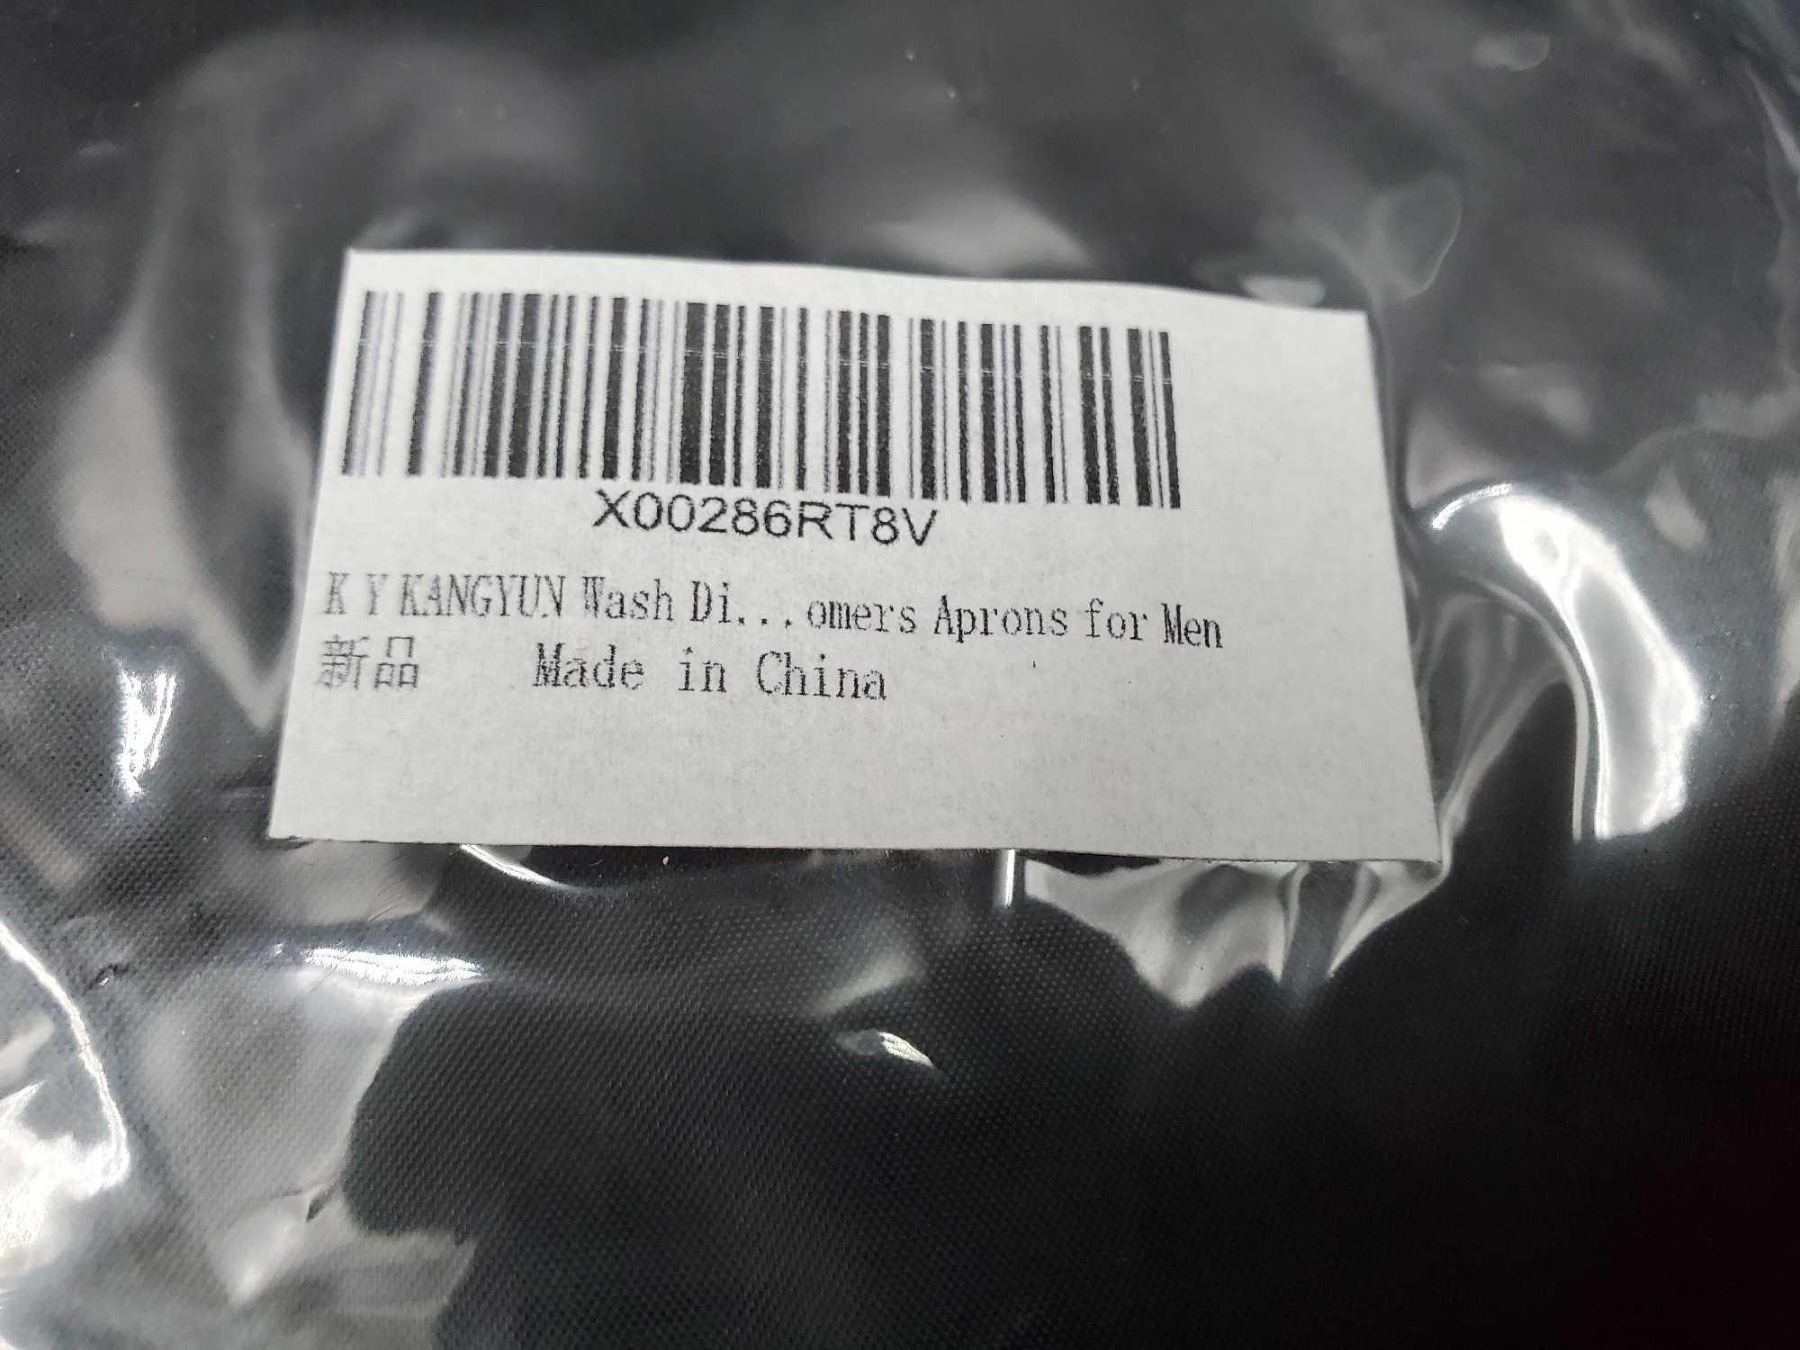 X00286RT8V
K Y KANGYUN Wash Di...omers Aprons for Men
新品 Made in China